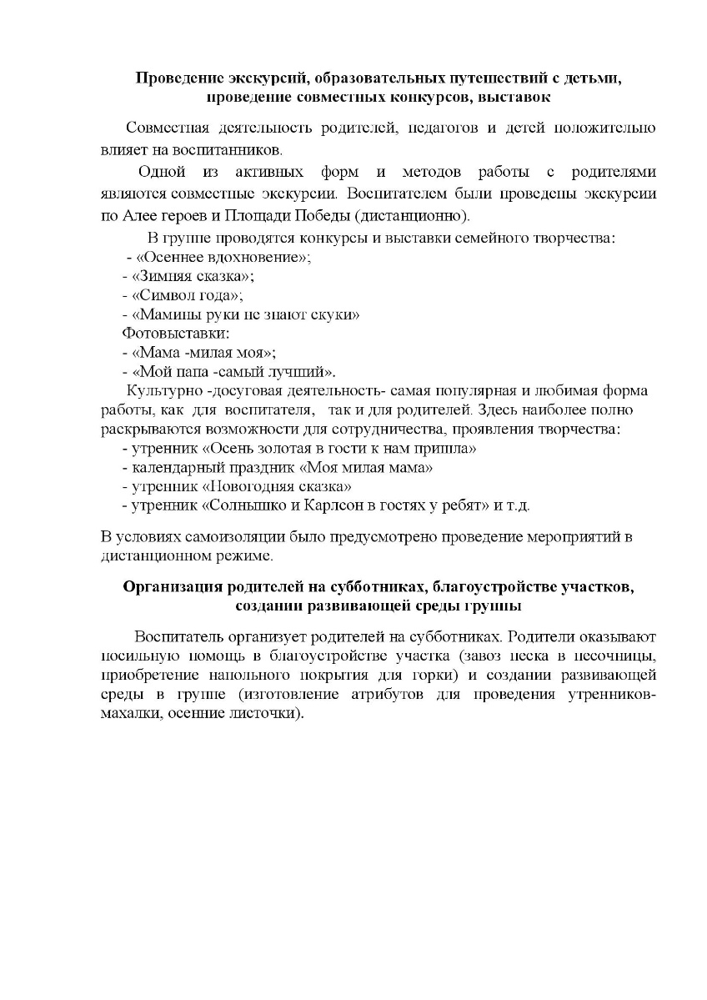 Проведение экскурсий, образовательных путешествий с детьми,
проведение совместных конкурсов, выставок
Совместная деятельность родителей, педагогов и детей положительно
влияет на воспитанников.
Одной из активных форм и методов работы с родителями
являются совместные экскурсии. Воспитателем были проведены экскурсии
по Алее героев и Площади Победы (дистанционно).
В группе проводятся конкурсы и выставки семейного творчества:
- «Осеннее вдохновение»;
- «Зимняя сказка»;
- «Символ года»;
- «Мамины руки не знают скуки»
Фотовыставки:
- «Мама -милая моя»;
- «Мой папа -самый лучший».
Культурно -досуговая деятельность- самая популярная и любимая форма
работы, как для воспитателя, так и для родителей. Здесь наиболее полно
раскрываются возможности для сотрудничества, проявления творчества:
- утренник «Осень золотая в гости к нам пришла»
- календарный праздник «Моя милая мама»
- утренник «Новогодняя сказка»
- утренник «Солнышко и Карлсон в гостях у ребят» и т.д.
В условиях самоизоляции было предусмотрено проведение мероприятий в
дистанционном режиме.
Организация родителей на субботниках, благоустройстве участков,
создании развивающей среды группы
Воспитатель организует родителей на субботниках. Родители оказывают
посильную помощь в благоустройстве участка (завоз песка в песочницы,
приобретение напольного покрытия для горки) и создании развивающей
среды в группе (изготовление атрибутов для проведения утренников-
махалки, осенние листочки).